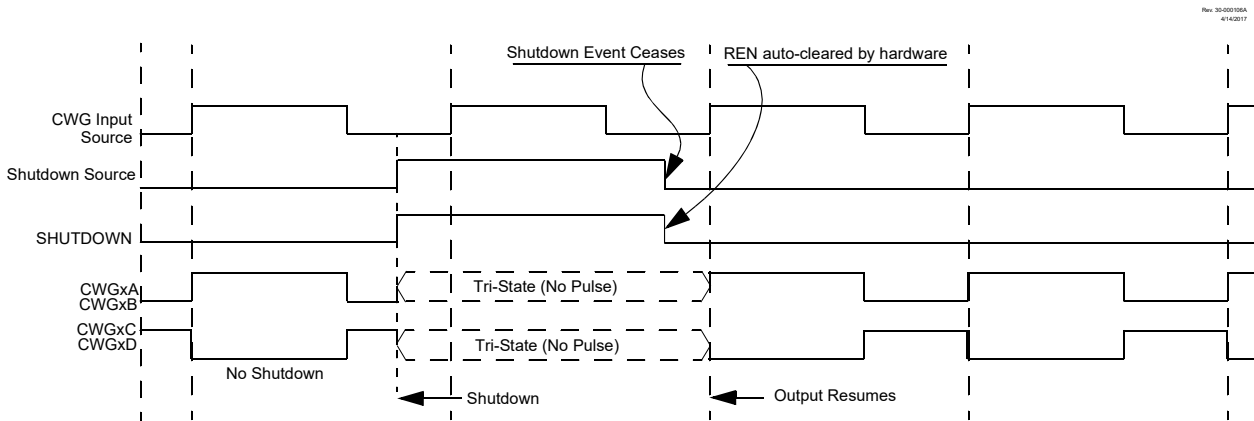 Rev. 30-000106A
4/14/2017
Shutdown Event Ceases
REN auto-cleared by hardware
CWG Input
Source
Shutdown Source
SHUTDOWN
CWGxA
CWGxB
Tri-State (No Pulse)
CWGxC
CWGxD
Tri-State (No Pulse)
No Shutdown
Shutdown
Output Resumes